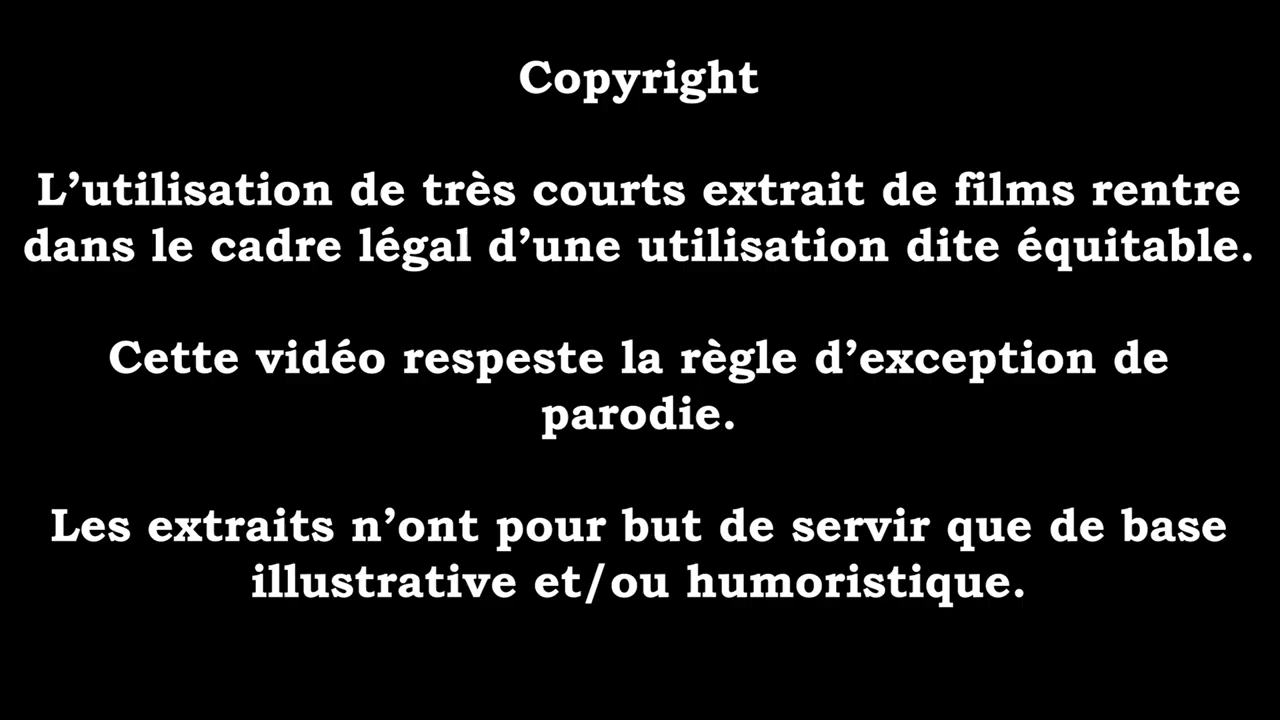 Copyright
L’utilisation de très courts extrait de films rentre
dans le cadre légal d’une utilisation dite équitable.
Cette vidéo respeste la règle d’exception de
parodie.
Les extraits n’ont pour but de servir que de base
illustrative et/ou humoristique.